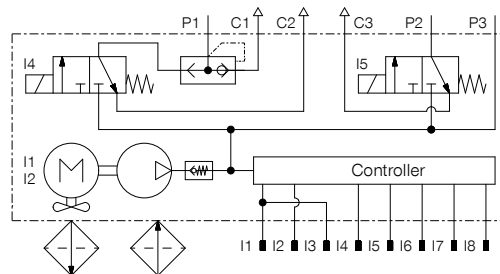 P1 C1 C2 C3 P2 P3
I4 I5
I1
I2
M
Controller
I1 I2 I3 I4 I5 I6 I7 I8